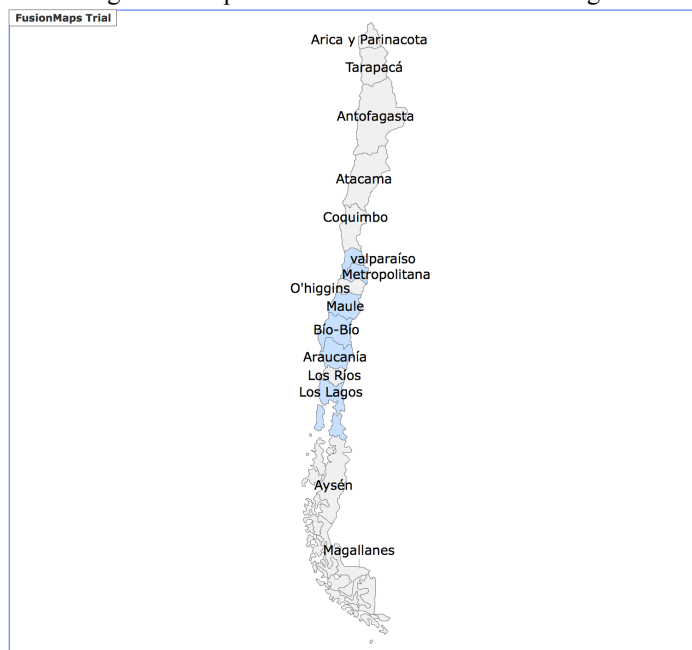 FusionMaps Trial
Arica y Parinacota
Tarapacá
Antofagasta
Atacama
Coquimbo
valparaíso
Metropolitana
O'higgins
Maule
Bío-Bío
Araucanía
Los Ríos
Los Lagos
Aysén
Magallanes